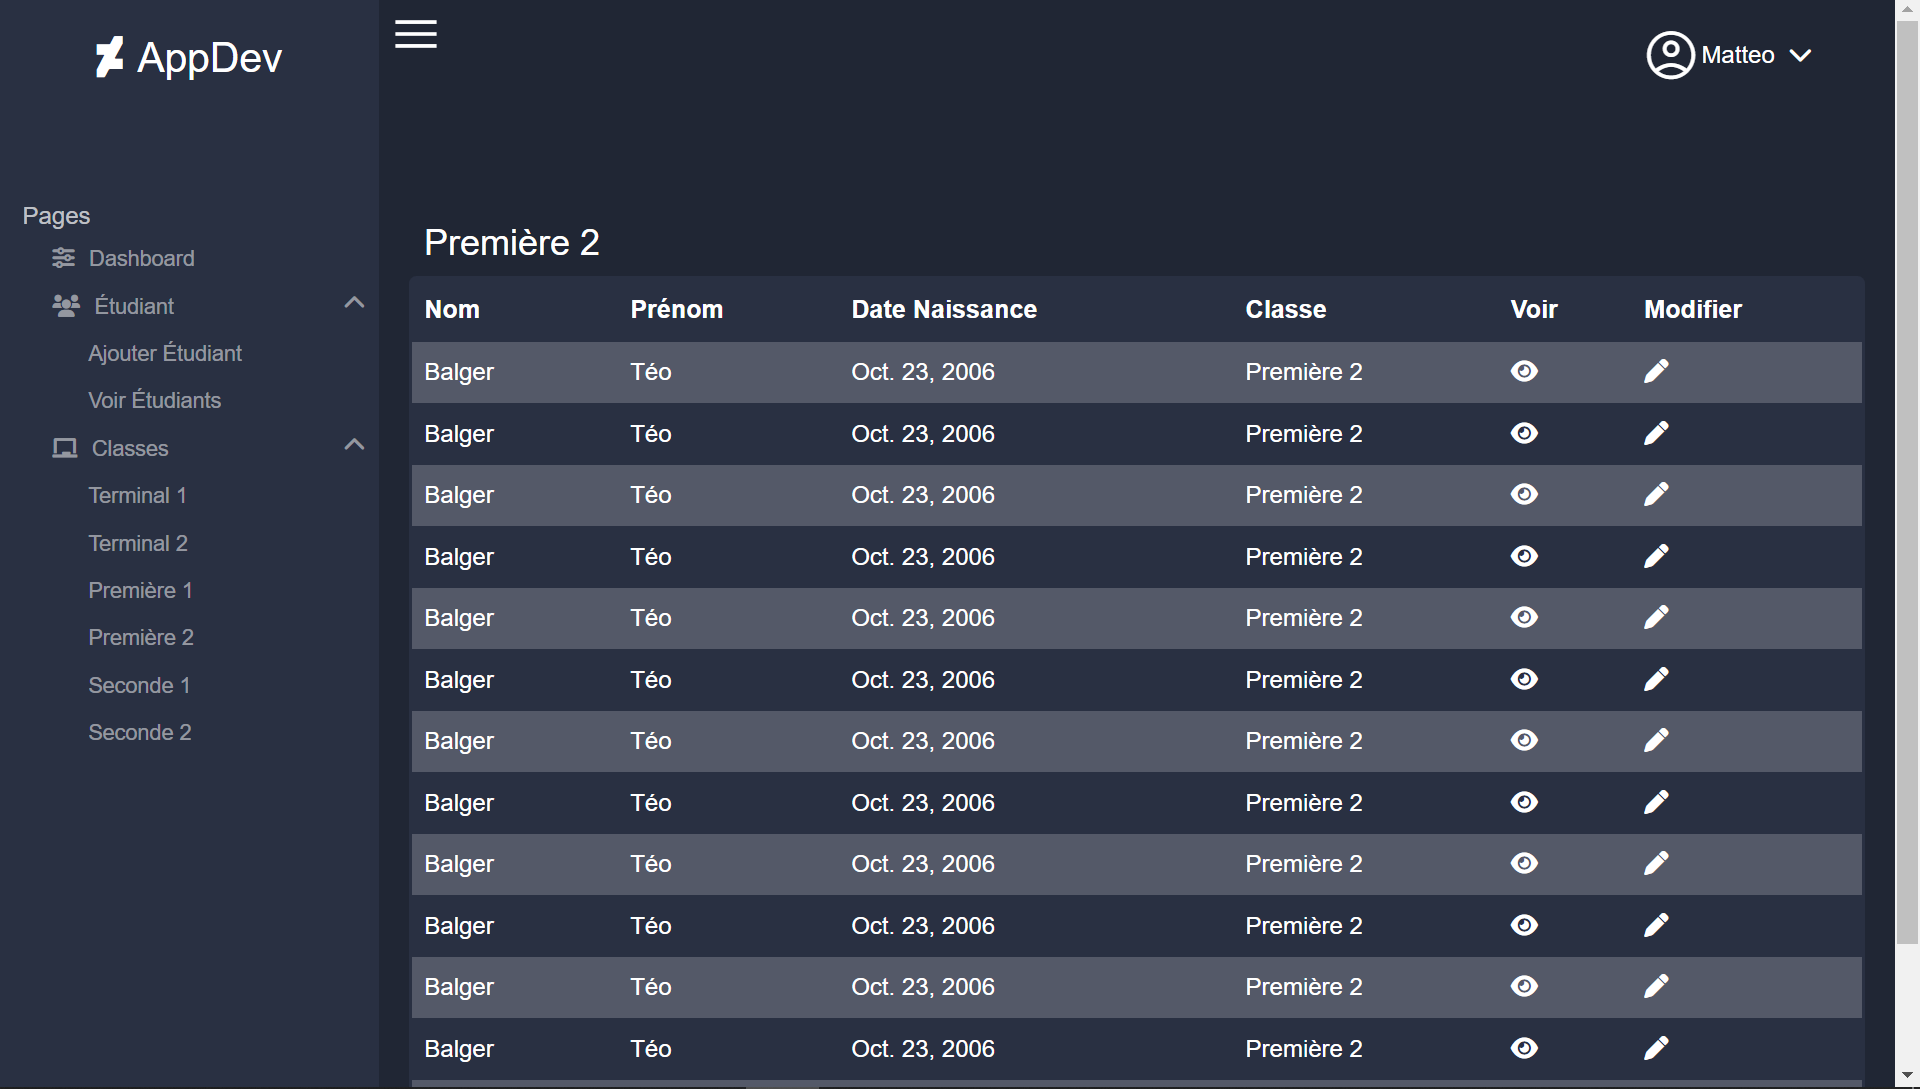 AppDev
Matteo
Pages
Dashboard
Étudiant
Ajouter Étudiant
Voir Étudiants
Classes
Terminal 1
Terminal 2
Première 1
Première 2
Seconde 1
Seconde 2
Première 2
Nom Prénom Date Naissance Classe Voir Modifier
Balger Téo Oct. 23, 2006 Première 2
Balger Téo Oct. 23, 2006 Première 2
Balger Téo Oct. 23, 2006 Première 2
Balger Téo Oct. 23, 2006 Première 2
Balger Téo Oct. 23, 2006 Première 2
Balger Téo Oct. 23, 2006 Première 2
Balger Téo Oct. 23, 2006 Première 2
Balger Téo Oct. 23, 2006 Première 2
Balger Téo Oct. 23, 2006 Première 2
Balger Téo Oct. 23, 2006 Première 2
Balger Téo Oct. 23, 2006 Première 2
Balger Téo Oct. 23, 2006 Première 2